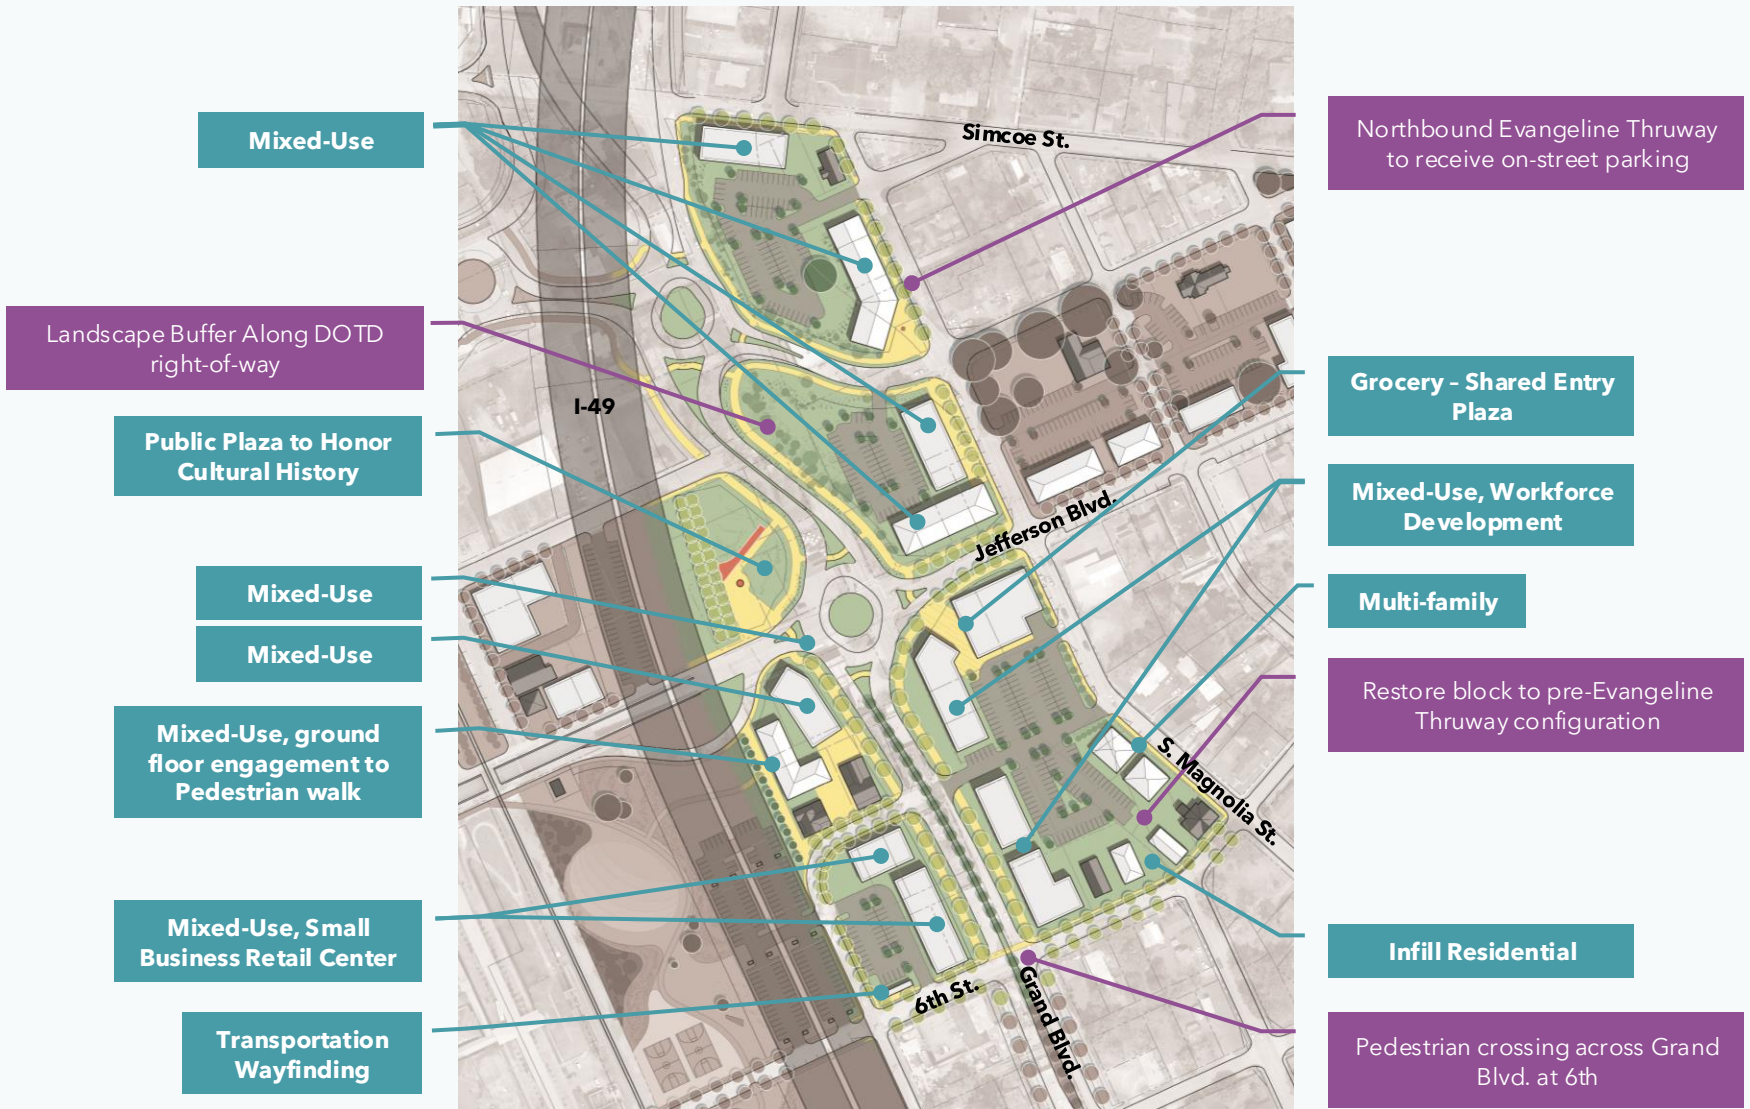 Mixed-Use
Landscape Buffer Along DOTD
right-of-way
Public Plaza to Honor
Cultural History
Mixed-Use
Mixed-Use
Mixed-Use, ground
floor engagement to
Pedestrian walk
Mixed-Use, Small
Business Retail Center
Transportation
Wayfinding
Simcoe St.
I-49
Jefferson Blvd.
S. Magnolia St.
6th St.
Grand Blvd.
Northbound Evangeline Thruway
to receive on-street parking
Grocery – Shared Entry
Plaza
Mixed-Use, Workforce
Development
Multi-family
Restore block to pre-Evangeline
Thruway configuration
Infill Residential
Pedestrian crossing across Grand
Blvd. at 6th